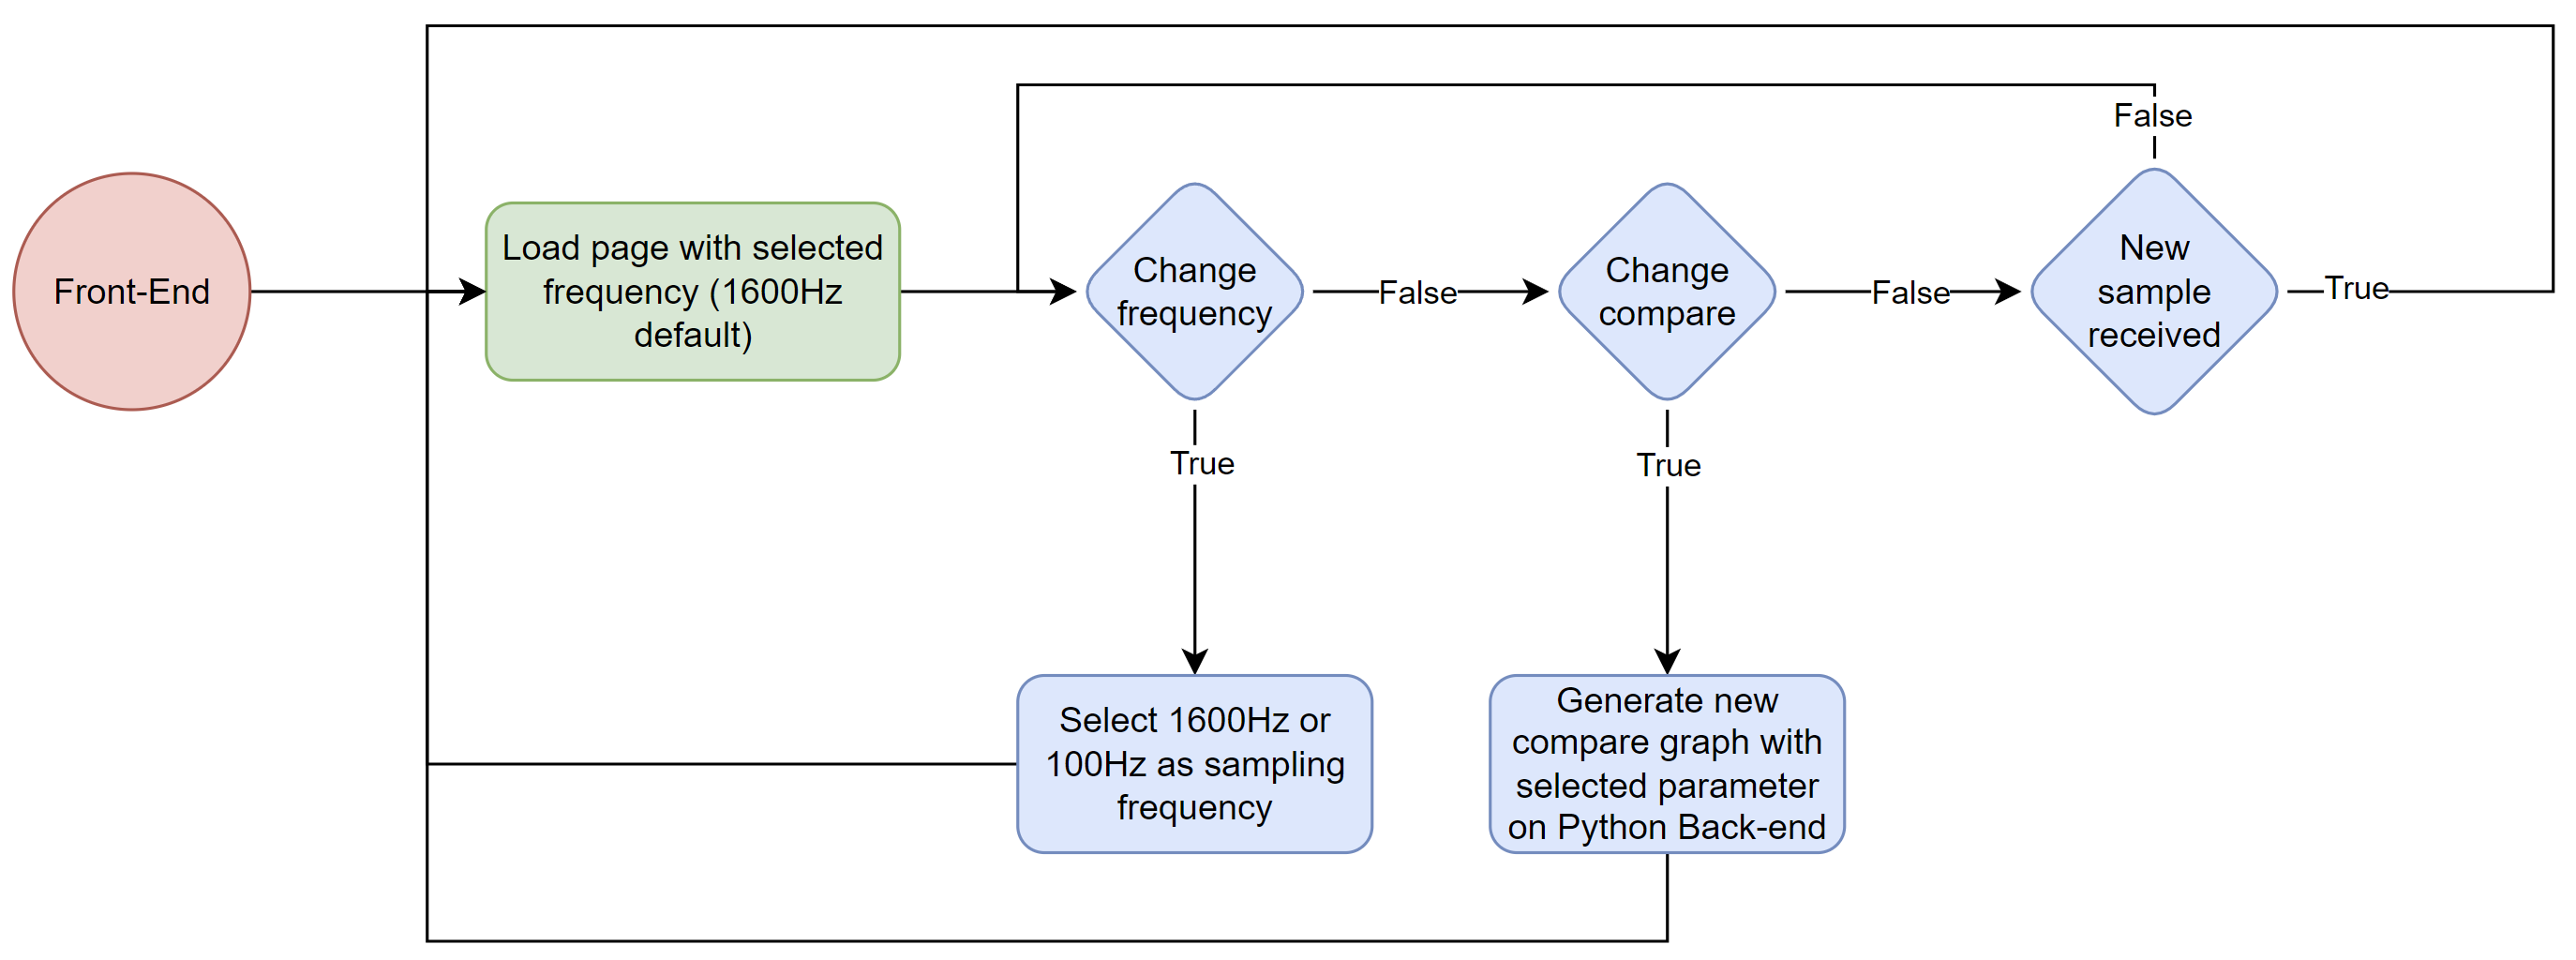 Front-End
Load page with selected
frequency (1600Hz
default)
Change
frequency
False
Change
compare
False
New
sample
received
False
True
True
True
Select 1600Hz or
100Hz as sampling
frequency
Generate new
compare graph with
selected parameter
on Python Back-end